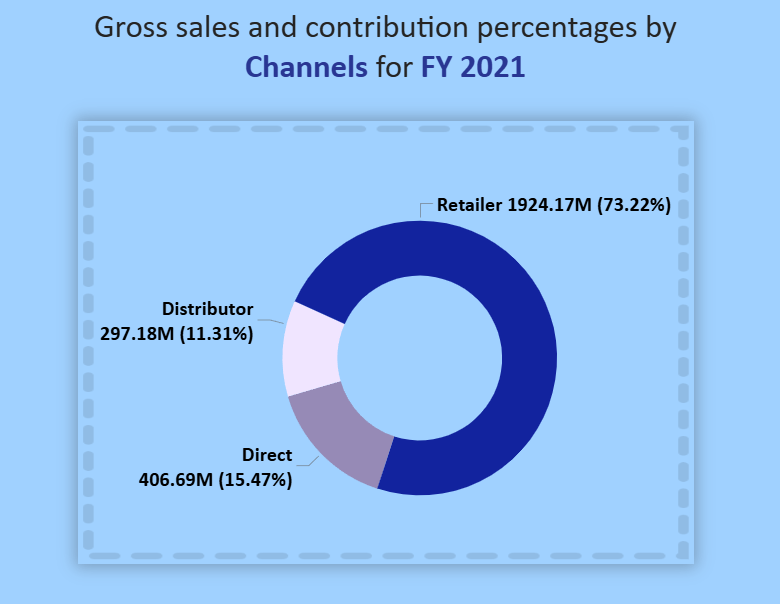 Gross sales and contribution percentages by
Channels for FY 2021
Retailer 1924.17M (73.22%)
Distributor
297.18M (11.31%)
Direct
406.69M (15.47%)